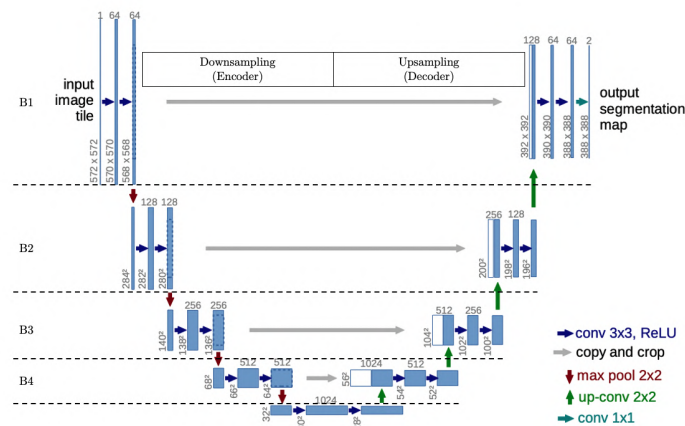 1 64 64
Downsampling
(Encoder)
Upsampling
(Decoder)
128 64 64 2
input
image
tile
output
segmentation
map
B1
572 x 572
570 x 570
568 x 568
392 x 392
390 x 390
388 x 388
388 x 388
128 128
256 128
B2
284²
282²
280²
200²
198²
196²
256 256
512 256
B3
140²
138²
136²
104²
102²
100²
512 512
1024 512
B4
68²
66²
64²
56²
54²
52²
1024
32²
conv 3x3, ReLU
copy and crop
max pool 2x2
up-conv 2x2
conv 1x1